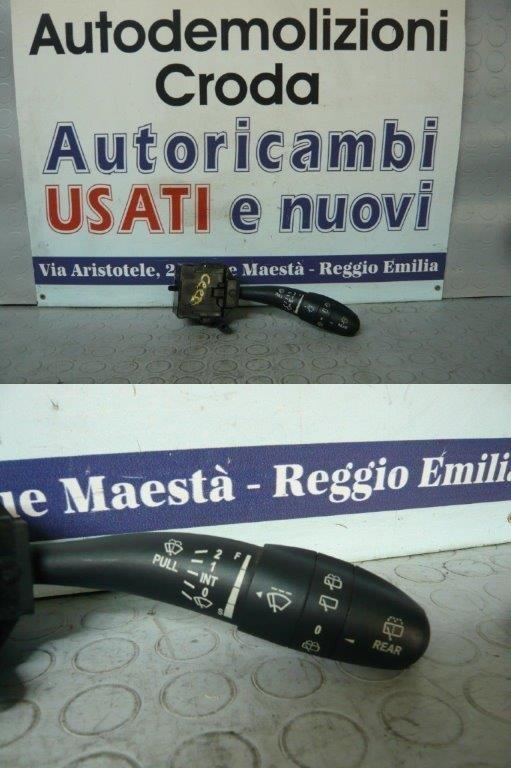 Autodemolizioni
Croda
Autoricambi
USATI e nuovi
Via Aristotele, 2 e Maestà - Reggio Emilia
ue Maestà - Reggio Emilia
2 F
PULL 1
INT
0
S
0
REAR